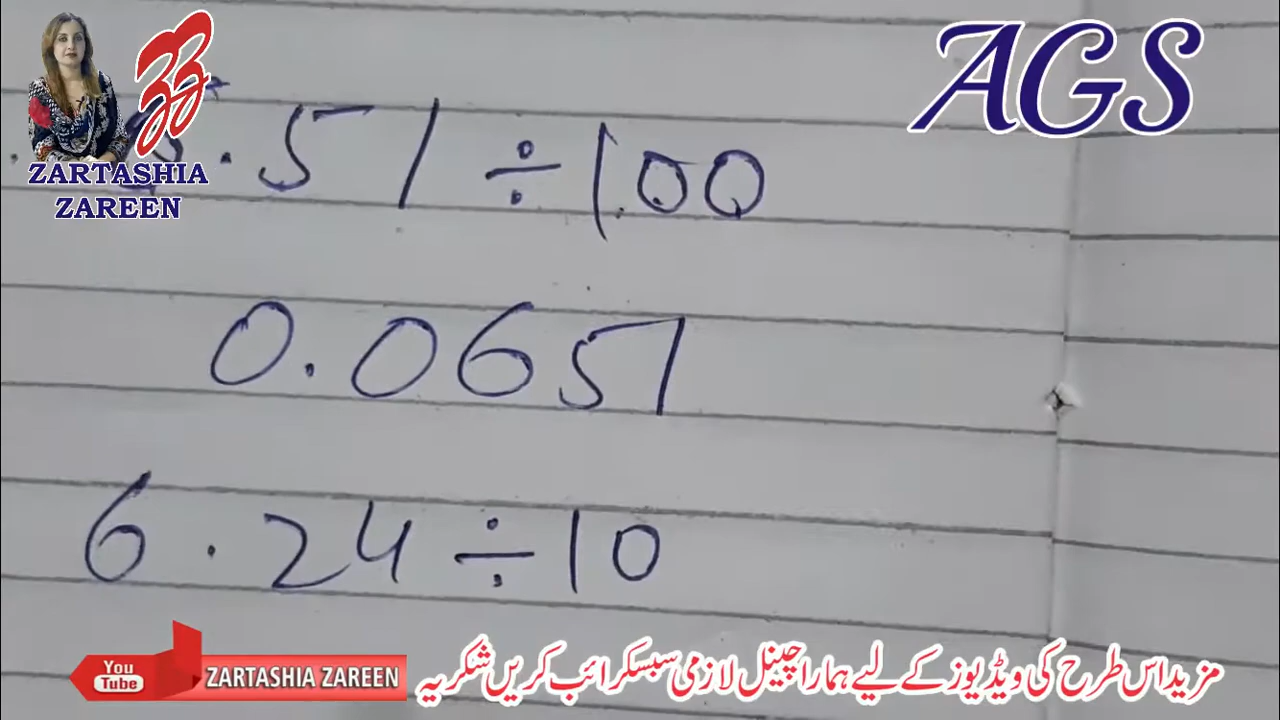 AGS
ZARTASHIA
ZAREEN
.51 ÷ 100
0.0651
6.24 ÷ 10
You
Tube
ZARTASHIA ZAREEN
مزید اس طرح کی ویڈیوز کے لیے ہمارا چینل لازمی سبسکرائب کریں شکریہ